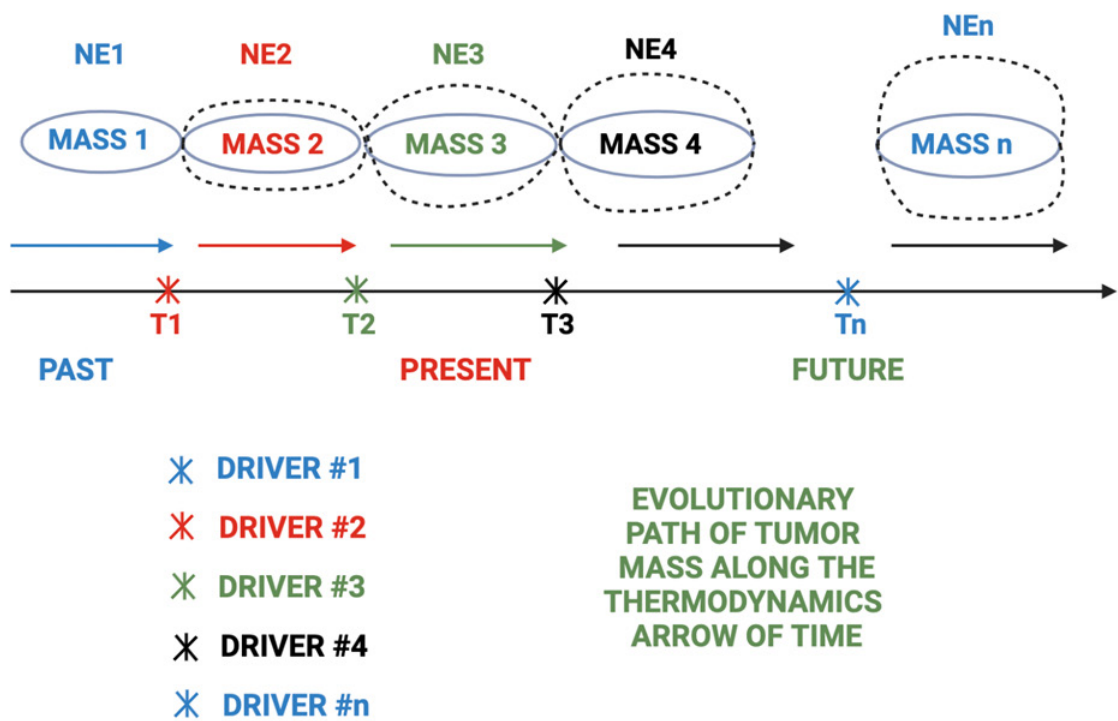 NE1
NE2
NE3
NE4
NEn
MASS 1
MASS 2
MASS 3
MASS 4
MASS n
T1
T2
T3
Tn
PAST
PRESENT
FUTURE
DRIVER #1
DRIVER #2
DRIVER #3
DRIVER #4
DRIVER #n
EVOLUTIONARY
PATH OF TUMOR
MASS ALONG THE
THERMODYNAMICS
ARROW OF TIME